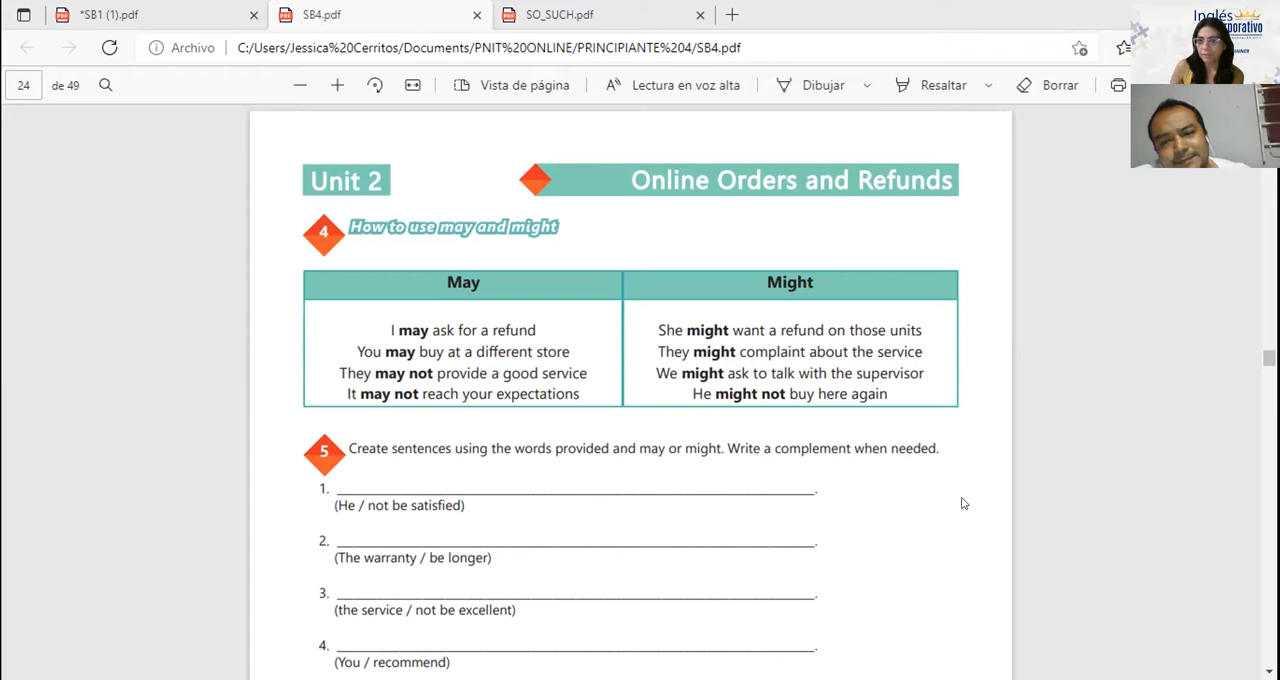 *SB1 (1).pdf
SB4.pdf
SO_SUCH.pdf
Archivo
C:/Users/Jessica%20Cerritos/Documents/PNIT%20ONLINE/PRINCIPIANTE%204/SB4.pdf
24
de 49
Vista de página
Lectura en voz alta
Dibujar
Resaltar
Borrar
Inglés
Unit 2
Online Orders and Refunds
4
How to use may and might
May
Might
I may ask for a refund
You may buy at a different store
They may not provide a good service
It may not reach your expectations
She might want a refund on those units
They might complaint about the service
We might ask to talk with the supervisor
He might not buy here again
5
Create sentences using the words provided and may or might. Write a complement when needed.
1. ______.
(He / not be satisfied)
2. ______.
(The warranty / be longer)
3. ______.
(the service / not be excellent)
4. ______.
(You / recommend)